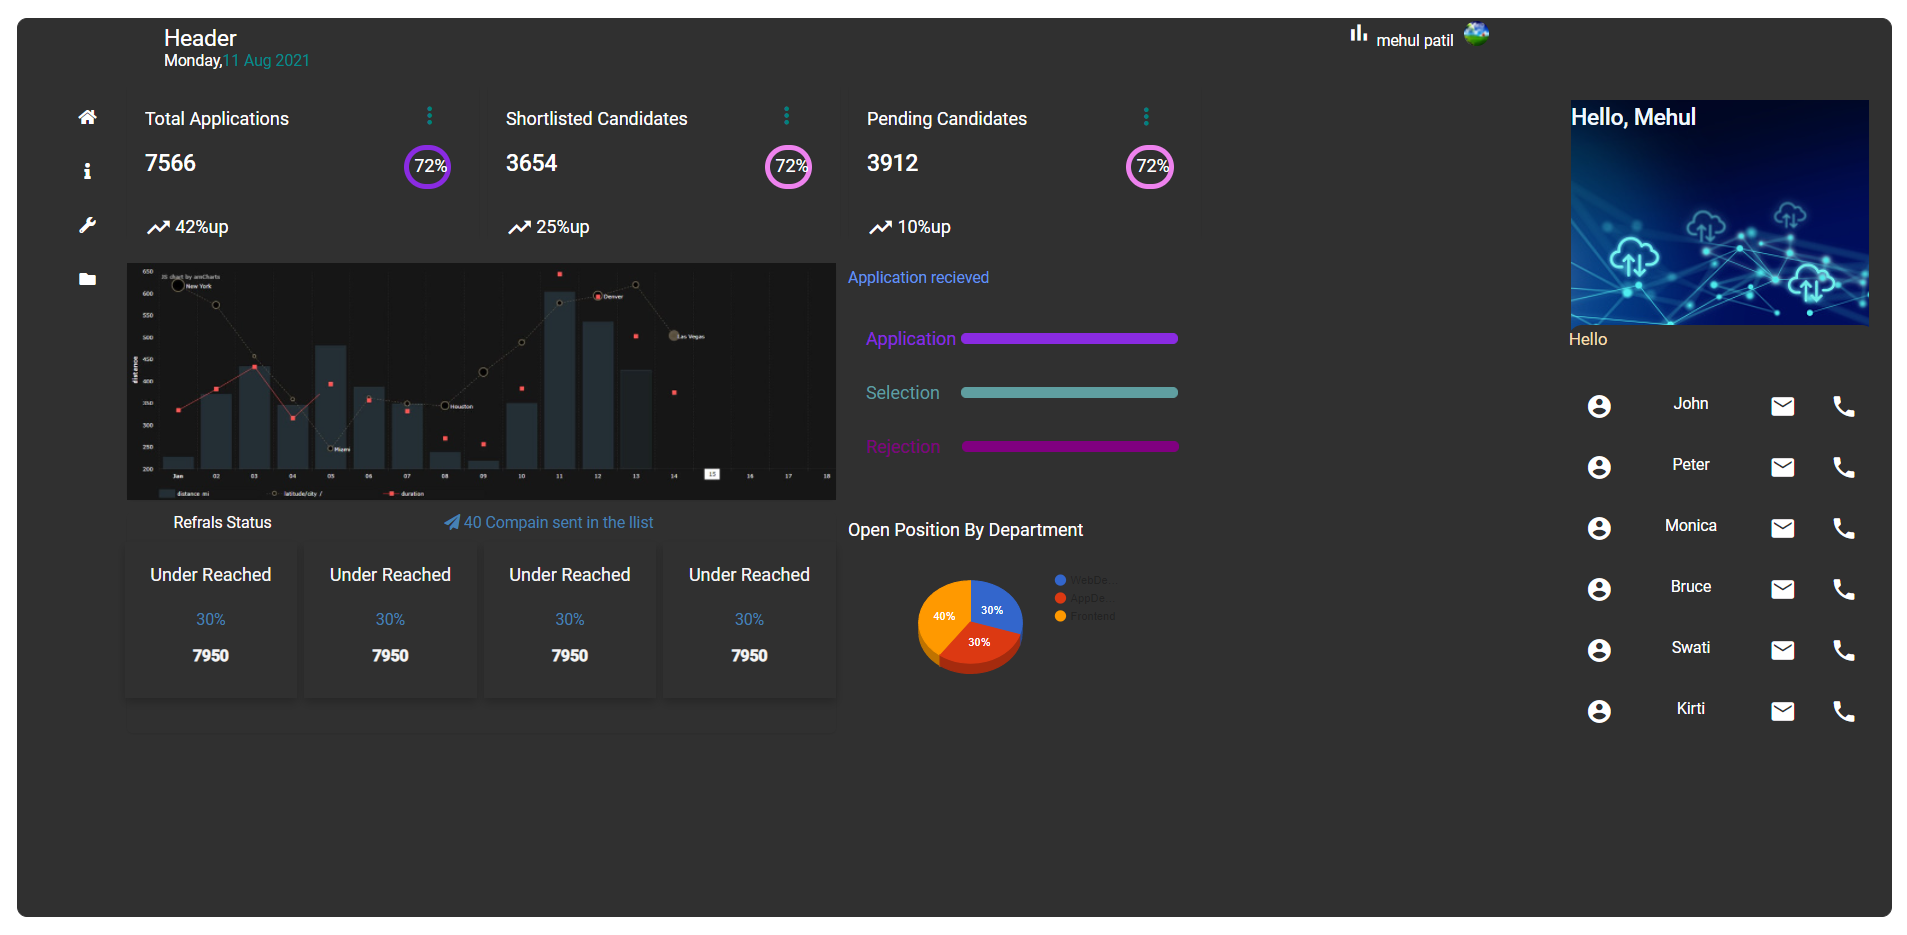 Header
Monday,11 Aug 2021
mehul patil
Total Applications
7566
72%
42%up
Shortlisted Candidates
3654
72%
25%up
Pending Candidates
3912
72%
10%up
Hello, Mehul
Hello
650
600
550
500
450
400
350
300
250
200
distance
JS chart by amCharts
New York
Miami
Houston
Denver
Las Vegas
Jan 02 03 04 05 06 07 08 09 10 11 12 13 14 15 16 17 18
distance mi
latitude/city /
duration
Application recieved
Application
Selection
Rejection
Refrals Status
40 Compain sent in the llist
Under Reached
30%
7950
Under Reached
30%
7950
Under Reached
30%
7950
Under Reached
30%
7950
Open Position By Department
40%
30%
30%
WebDe...
AppDe...
Frontend
John
Peter
Monica
Bruce
Swati
Kirti